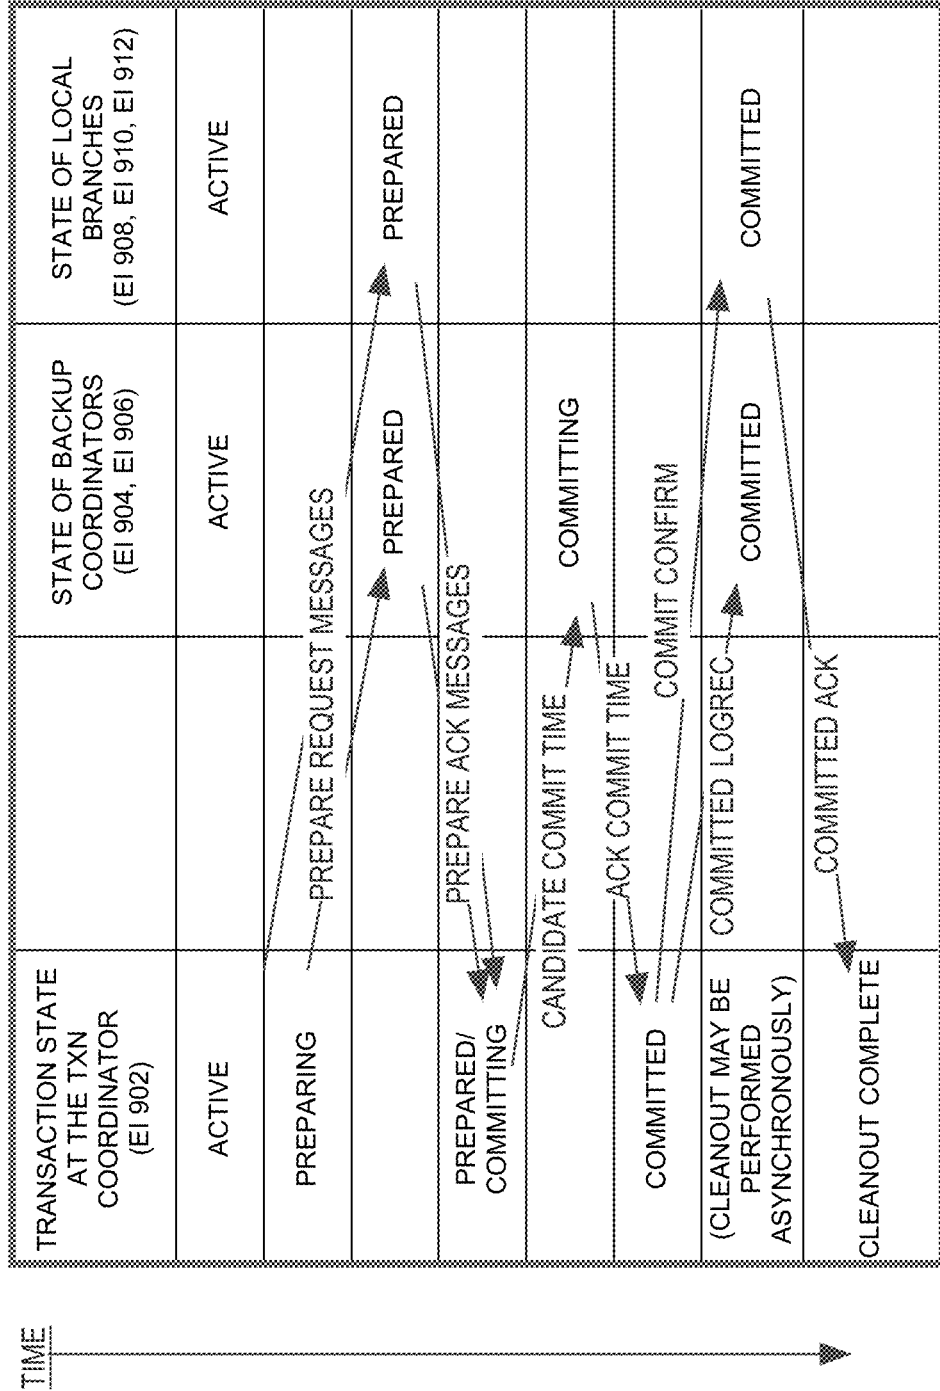 TIME
TRANSACTION STATE
AT THE TXN
COORDINATOR
(EI 902)
STATE OF BACKUP
COORDINATORS
(EI 904, EI 906)
STATE OF LOCAL
BRANCHES
(EI 908, EI 910, EI 912)
ACTIVE
ACTIVE
ACTIVE
PREPARING
PREPARE REQUEST MESSAGES
PREPARED
PREPARED
PREPARED/
COMMITTING
PREPARE ACK MESSAGES
CANDIDATE COMMIT TIME
COMMITTING
ACK COMMIT TIME
COMMITTED
COMMIT CONFIRM
(CLEANOUT MAY BE
PERFORMED
ASYNCHRONOUSLY)
COMMITTED LOGREC
COMMITTED
COMMITTED
COMMITTED ACK
CLEANOUT COMPLETE